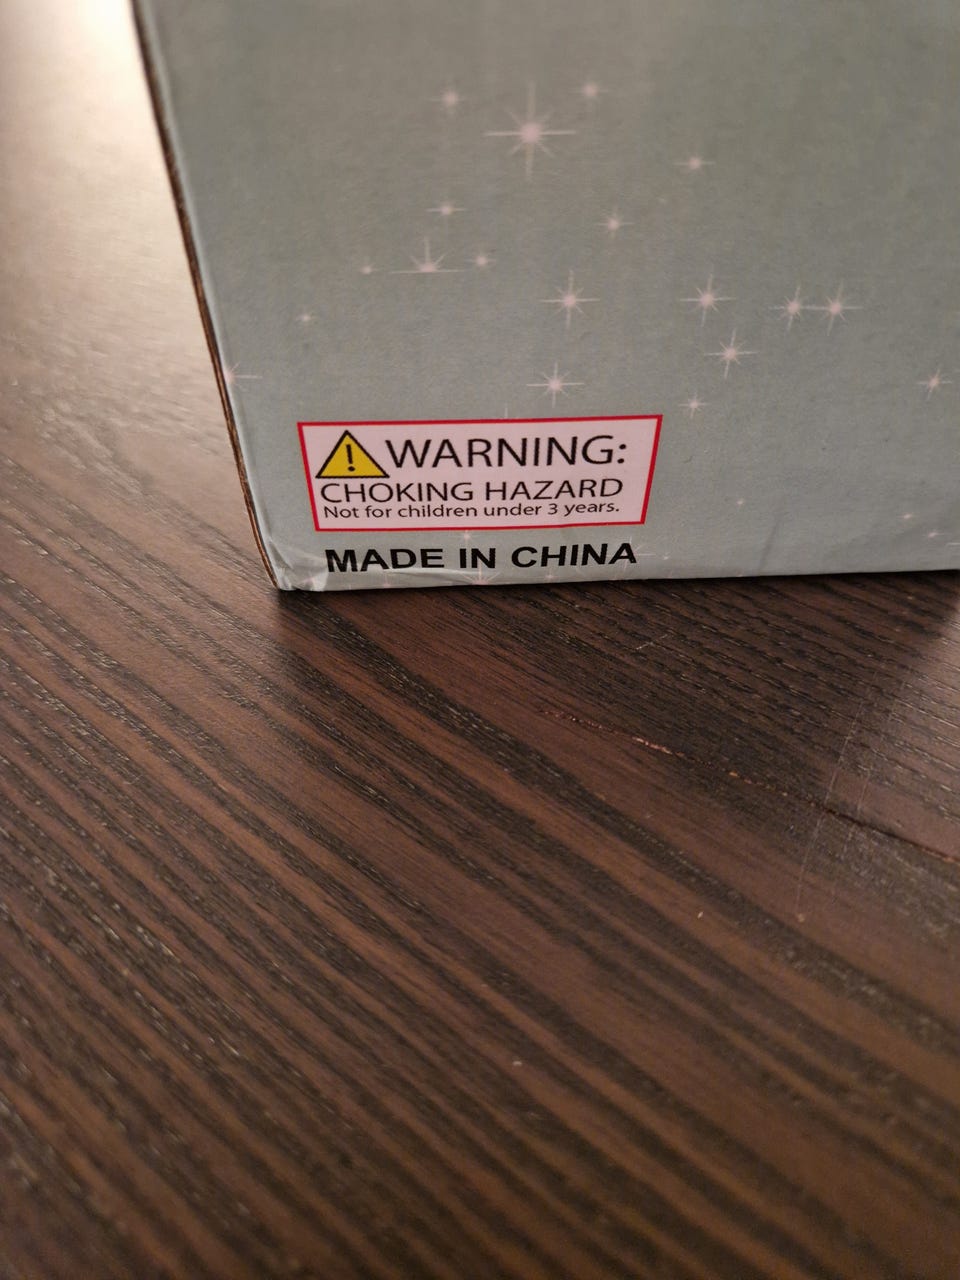 WARNING:
CHOKING HAZARD
Not for children under 3 years.
MADE IN CHINA